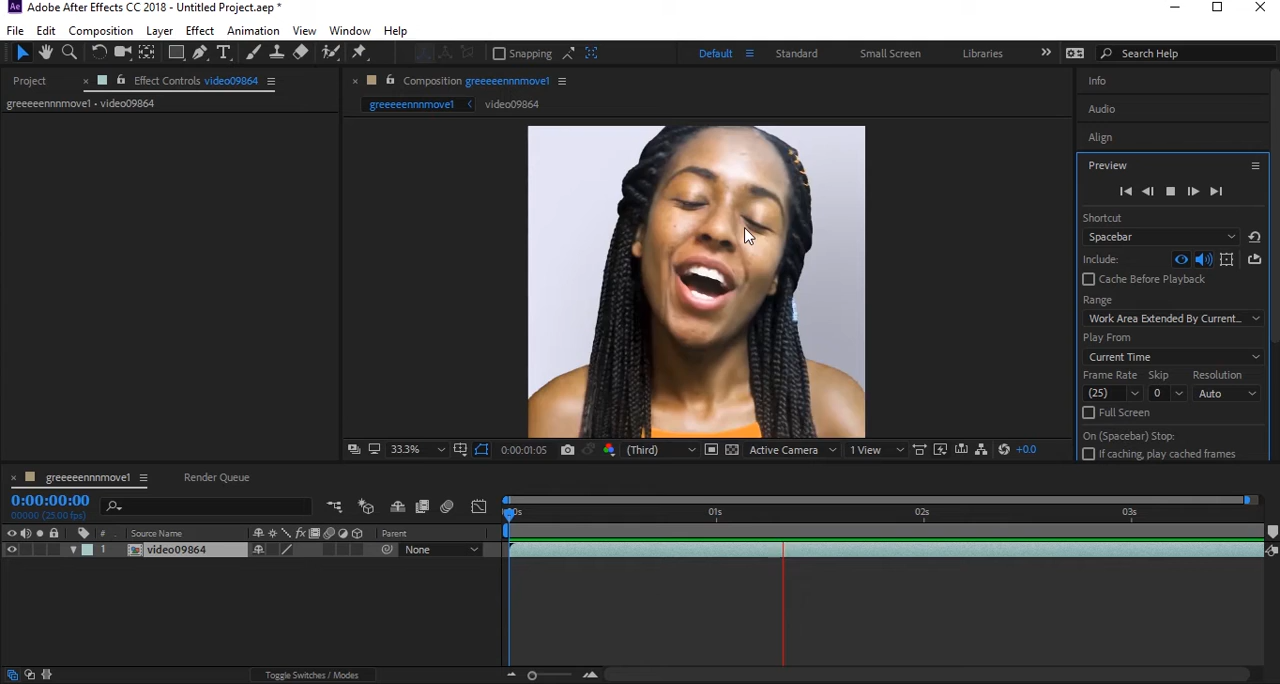 Adobe After Effects CC 2018 - Untitled Project.aep *
File Edit Composition Layer Effect Animation View Window Help
Snapping Default Standard Small Screen Libraries Search Help
Project Effect Controls video09864
greeeeennnmove1 • video09864
Composition greeeeennnmove1
greeeeennnmove1 video09864
Info
Audio
Align
Preview
Shortcut
Spacebar
Include:
Cache Before Playback
Range
Work Area Extended By Current...
Play From
Current Time
Frame Rate Skip Resolution
(25) 0 Auto
Full Screen
On (Spacebar) Stop:
If caching, play cached frames
33.3% 0:00:01:05 (Third) Active Camera 1 View +0.0
greeeeennnmove1 Render Queue
0:00:00:00
00000 (25.00 fps)
:00s 01s 02s 03s
# Source Name Parent
1 video09864 None
Toggle Switches / Modes